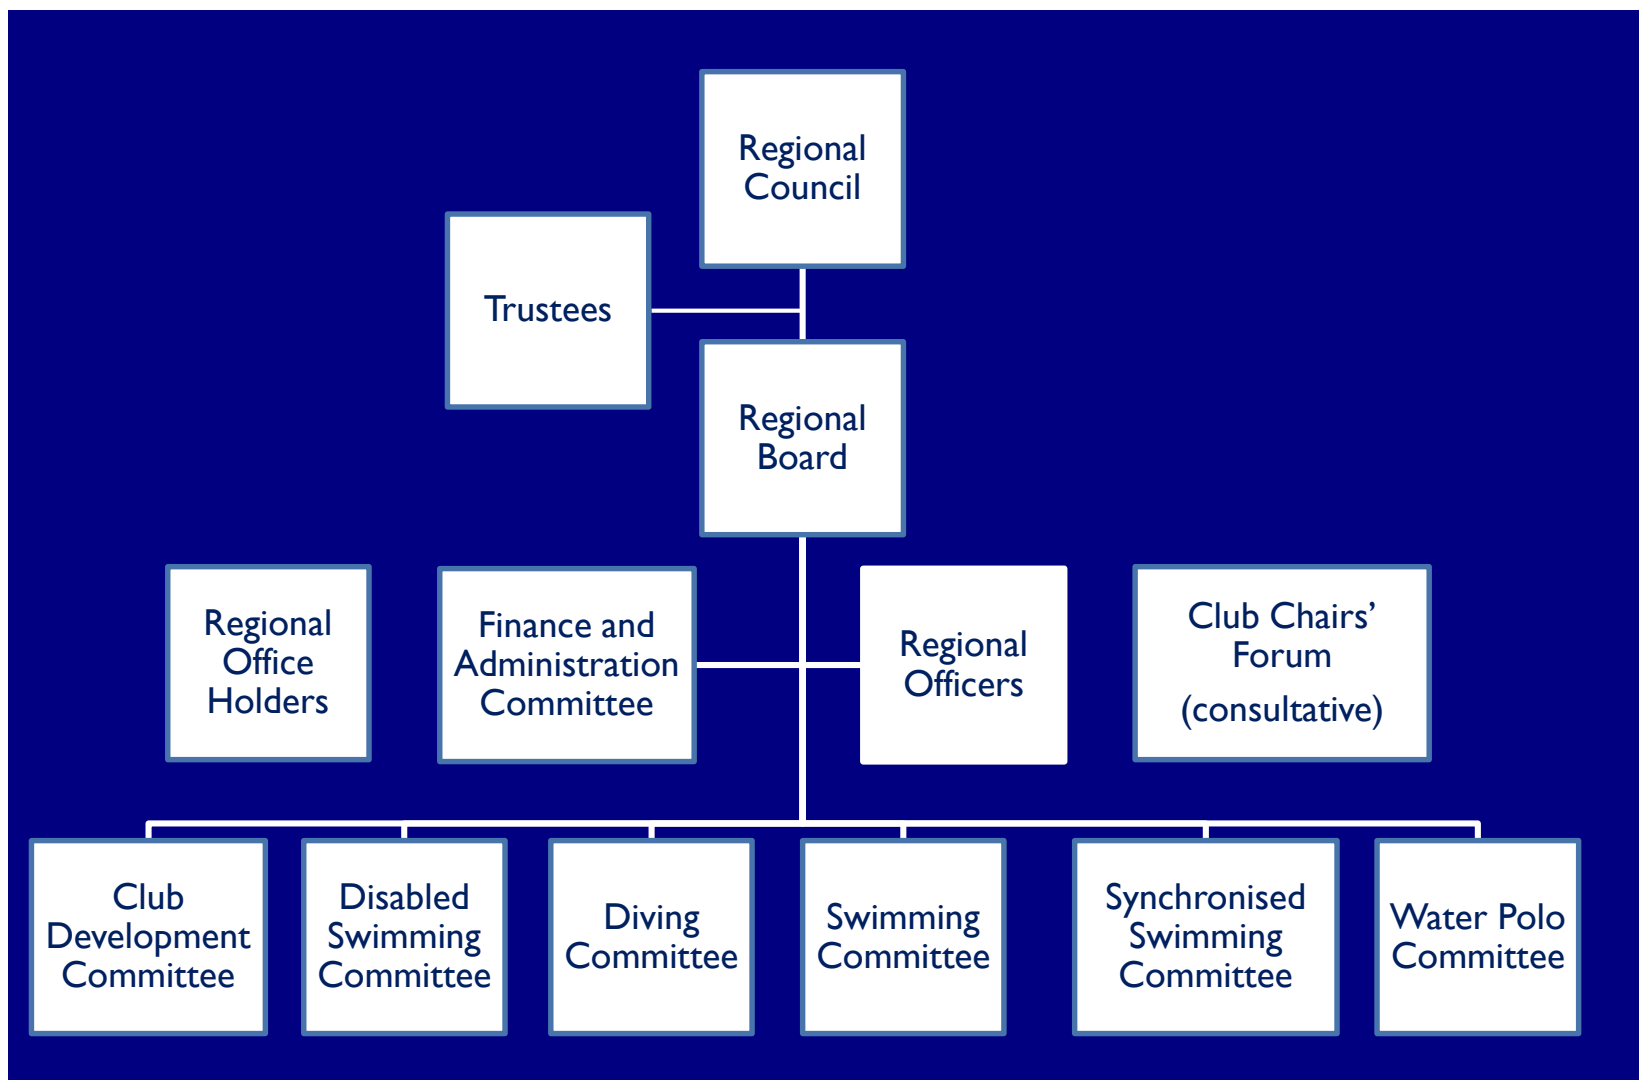 Regional
Council
Trustees
Regional
Board
Regional
Office
Holders
Finance and
Administration
Committee
Regional
Officers
Club Chairs’
Forum
(consultative)
Club
Development
Committee
Disabled
Swimming
Committee
Diving
Committee
Swimming
Committee
Synchronised
Swimming
Committee
Water Polo
Committee